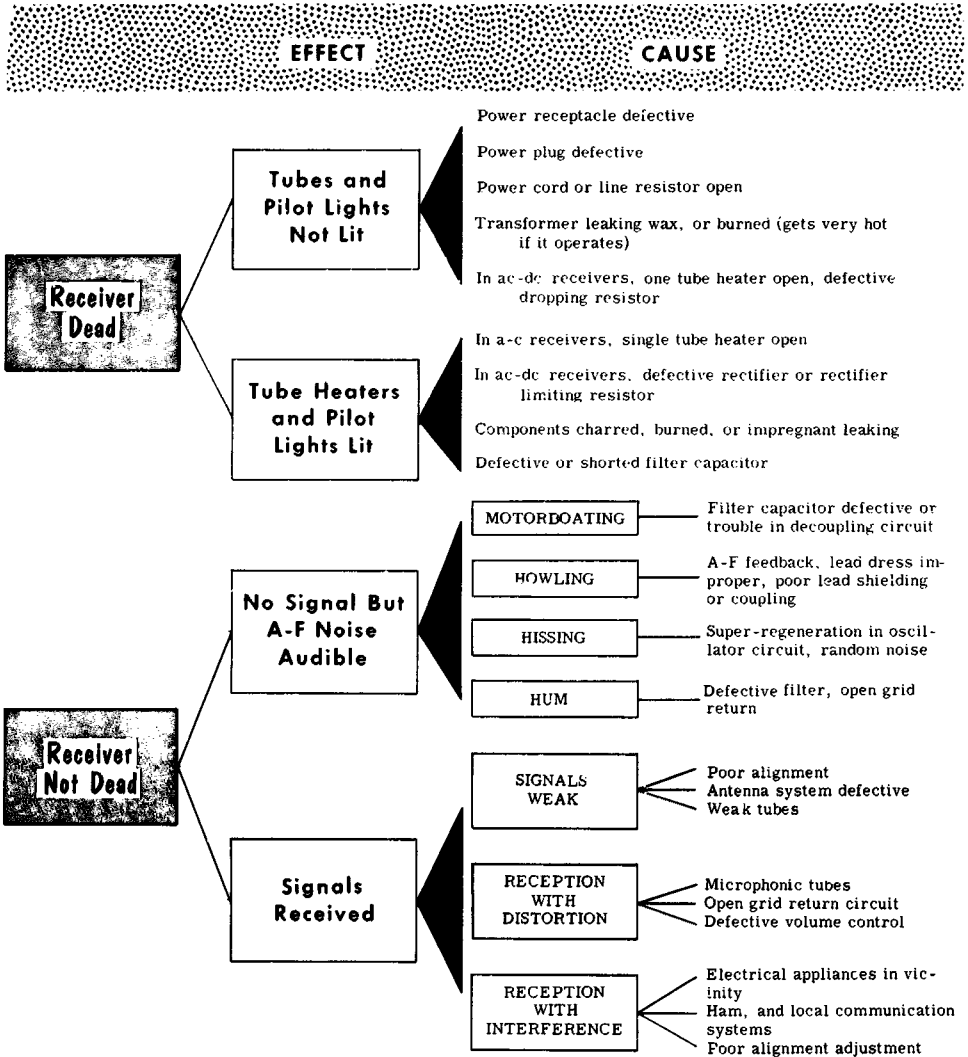 EFFECT
CAUSE
Receiver
Dead
Tubes and
Pilot Lights
Not Lit
Power receptacle defective
Power plug defective
Power cord or line resistor open
Transformer leaking wax, or burned (gets very hot
if it operates)
In ac-dc receivers, one tube heater open, defective
dropping resistor
Tube Heaters
and Pilot
Lights Lit
In a-c receivers, single tube heater open
In ac-dc receivers, defective rectifier or rectifier
limiting resistor
Components charred, burned, or impregnant leaking
Defective or shorted filter capacitor
Receiver
Not Dead
No Signal But
A-F Noise
Audible
MOTORBOATING
Filter capacitor defective or
trouble in decoupling circuit
HOWLING
A-F feedback, lead dress im-
proper, poor lead shielding
or coupling
HISSING
Super-regeneration in oscil-
lator circuit, random noise
HUM
Defective filter, open grid
return
Signals
Received
SIGNALS
WEAK
Poor alignment
Antenna system defective
Weak tubes
RECEPTION
WITH
DISTORTION
Microphonic tubes
Open grid return circuit
Defective volume control
RECEPTION
WITH
INTERFERENCE
Electrical appliances in vic-
inity
Ham, and local communication
systems
Poor alignment adjustment